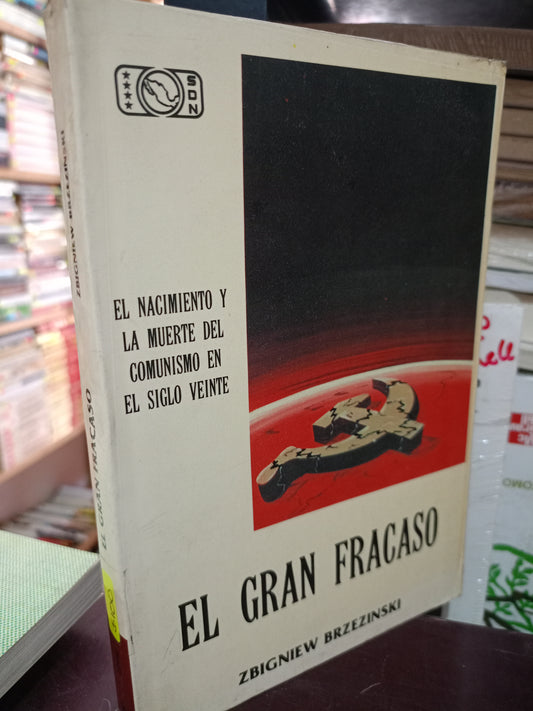 SDN
EL NACIMIENTO Y
LA MUERTE DEL
COMUNISMO EN
EL SIGLO VEINTE
EL GRAN FRACASO
ZBIGNIEW BRZEZINSKI
ZBIGNIEW BRZEZINSKI
EL GRAN FRACASO